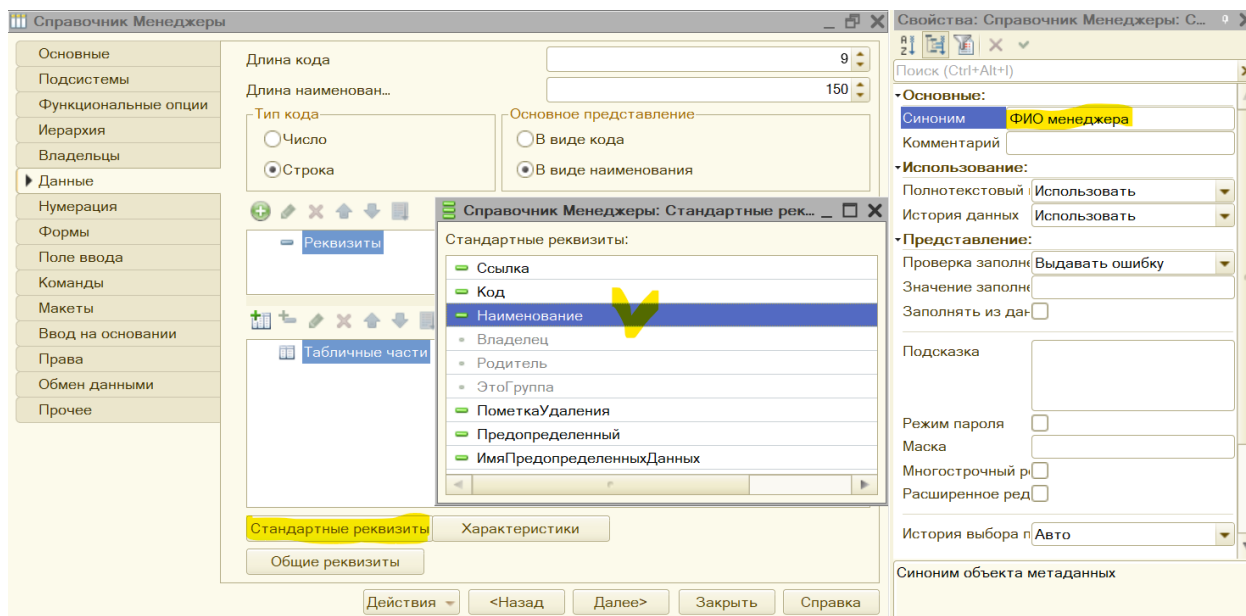 Справочник Менеджеры
Основные
Подсистемы
Функциональные опции
Иерархия
Владельцы
Данные
Нумерация
Формы
Поле ввода
Команды
Макеты
Ввод на основании
Права
Обмен данными
Прочее
Длина кода 9
Длина наименован... 150
Тип кода
Число
Строка
Основное представление
В виде кода
В виде наименования
Реквизиты
Табличные части
Справочник Менеджеры: Стандартные рек...
Стандартные реквизиты:
Ссылка
Код
Наименование
Владелец
Родитель
ЭтоГруппа
ПометкаУдаления
Предопределенный
ИмяПредопределенныхДанных
Стандартные реквизиты Характеристики
Общие реквизиты
Действия <Назад Далее> Закрыть Справка
Свойства: Справочник Менеджеры: С...
Поиск (Ctrl+Alt+I)
Основные:
Синоним ФИО менеджера
Комментарий
Использование:
Полнотекстовый Использовать
История данных Использовать
Представление:
Проверка заполне Выдавать ошибку
Значение заполне
Заполнять из дан
Подсказка
Режим пароля
Маска
Многострочный р
Расширенное ред
История выбора п Авто
Синоним объекта метаданных